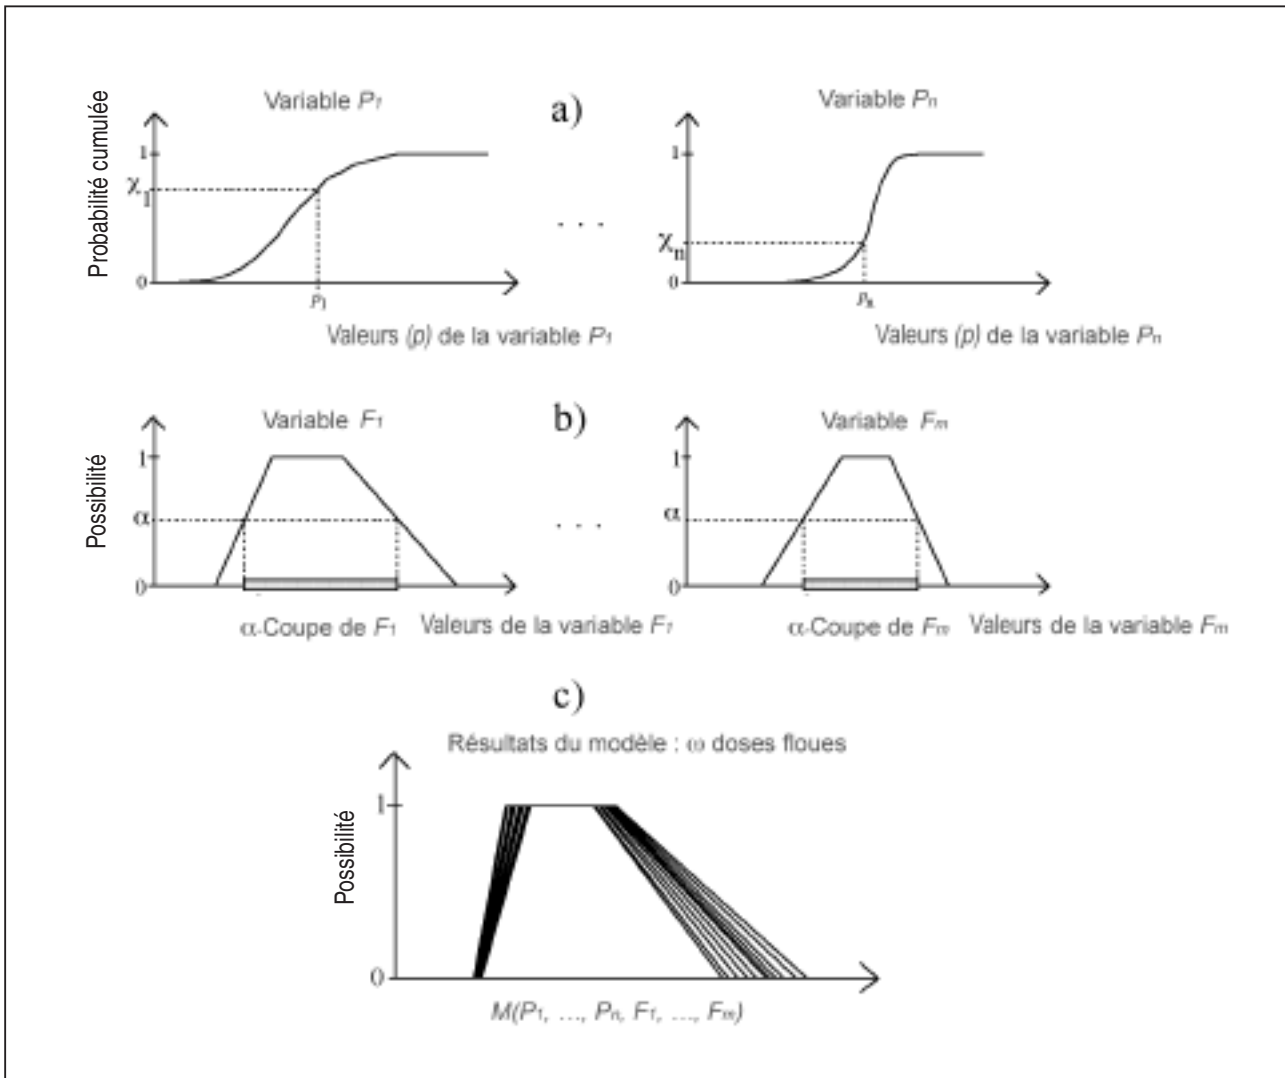 a)
Variable P1
Probabilité cumulée
1
χ1
0
p1
Valeurs (p) de la variable P1
. . .
Variable Pn
1
χn
0
pn
Valeurs (p) de la variable Pn
b)
Variable F1
Possibilité
1
α
0
α-Coupe de F1
Valeurs de la variable F1
. . .
Variable Fm
1
α
0
α-Coupe de Fm
Valeurs de la variable Fm
c)
Résultats du modèle : ω doses floues
Possibilité
1
0
M(P1, ..., Pn, F1, ..., Fm)